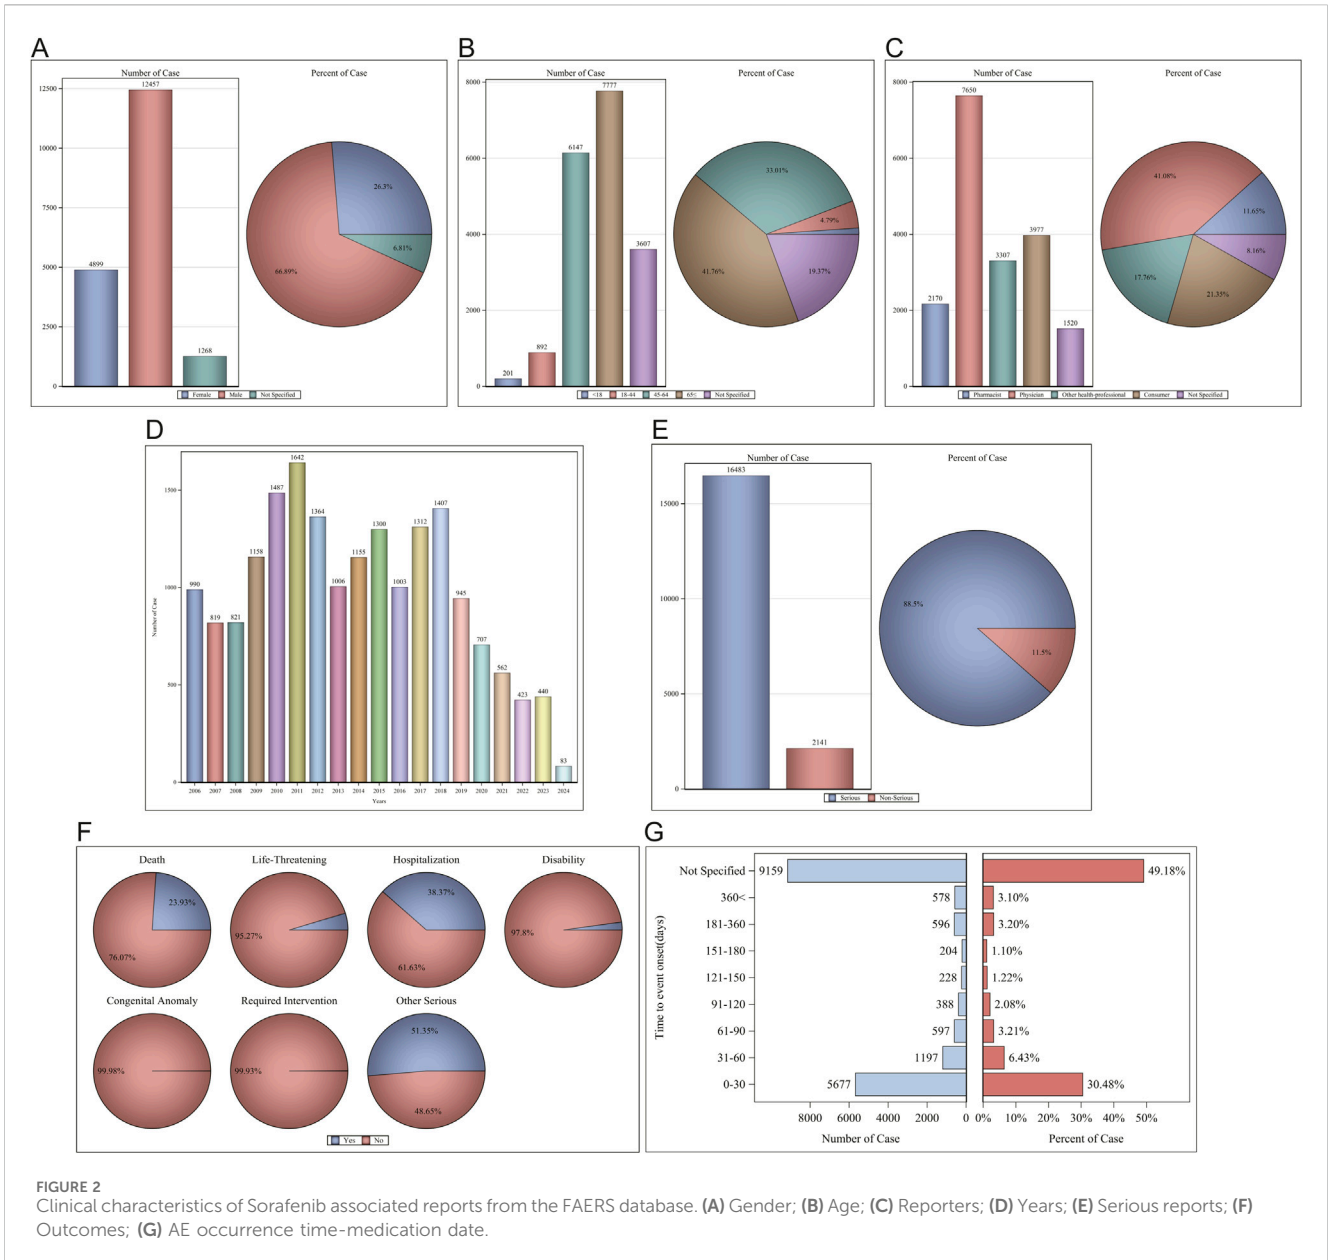 A
Number of Case
Percent of Case
12500
10000
7500
5000
2500
0
4899
12457
1268
26.3%
66.89%
6.81%
Female Male Not Specified
B
Number of Case
Percent of Case
8000
6000
4000
2000
0
201
892
6147
7777
3607
33.01%
4.79%
41.76%
19.37%
<18 18-44 45-64 65≤ Not Specified
C
Number of Case
Percent of Case
8000
6000
4000
2000
0
2170
7650
3307
3977
1520
41.08%
11.65%
8.16%
17.76%
21.35%
Pharmacist Physician Other health-professional Consumer Not Specified
D
Number of Case
1500
1000
500
0
990
819
821
1158
1487
1642
1364
1006
1155
1300
1003
1312
1407
945
707
562
423
440
83
2006 2007 2008 2009 2010 2011 2012 2013 2014 2015 2016 2017 2018 2019 2020 2021 2022 2023 2024
Years
E
Number of Case
Percent of Case
15000
10000
5000
0
16483
2141
88.5%
11.5%
Serious Non-Serious
F
Death Life-Threatening Hospitalization Disability
23.93%
76.07%
95.27%
38.37%
61.63%
97.8%
Congenital Anomaly Required Intervention Other Serious
99.98%
99.93%
51.35%
48.65%
Yes No
G
Time to event onset(days)
Not Specified 9159 49.18%
360< 578 3.10%
181-360 596 3.20%
151-180 204 1.10%
121-150 228 1.22%
91-120 388 2.08%
61-90 597 3.21%
31-60 1197 6.43%
0-30 5677 30.48%
8000 6000 4000 2000 0 0% 10% 20% 30% 40% 50%
Number of Case Percent of Case
FIGURE 2
Clinical characteristics of Sorafenib associated reports from the FAERS database. (A) Gender; (B) Age; (C) Reporters; (D) Years; (E) Serious reports; (F)
Outcomes; (G) AE occurrence time-medication date.